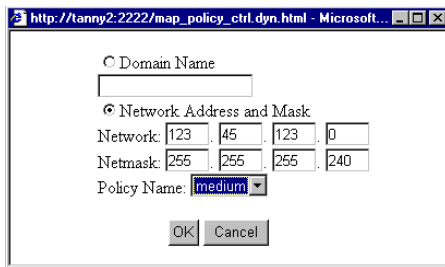 http://tanny2:2222/map_policy_ctrl.dyn.html - Microsoft...
Domain Name
Network Address and Mask
Network: 123 . 45 . 123 . 0
Netmask: 255 . 255 . 255 . 240
Policy Name: medium
OK Cancel